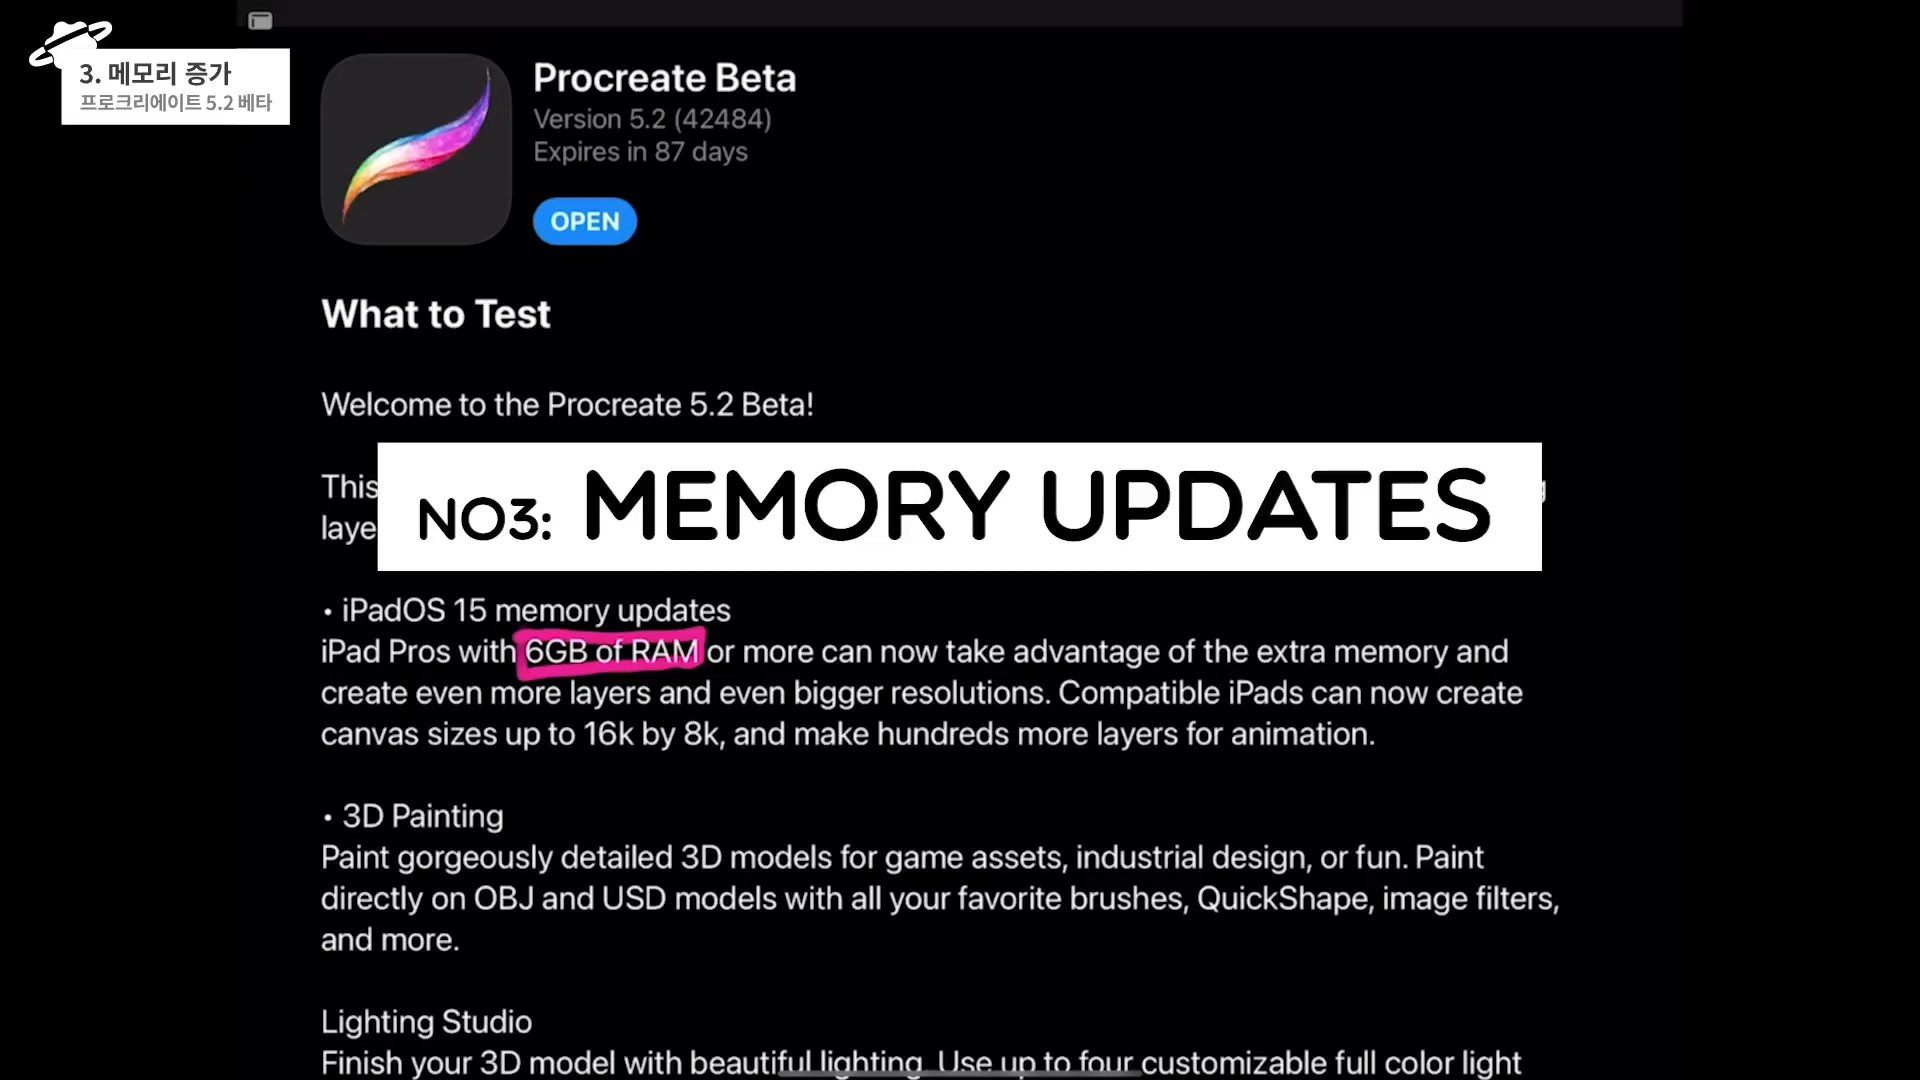 3. 메모리 증가
프로크리에이트 5.2 베타
Procreate Beta
Version 5.2 (42484)
Expires in 87 days
OPEN
What to Test
Welcome to the Procreate 5.2 Beta!
This
laye
NO3: MEMORY UPDATES
• iPadOS 15 memory updates
iPad Pros with 6GB of RAM or more can now take advantage of the extra memory and
create even more layers and even bigger resolutions. Compatible iPads can now create
canvas sizes up to 16k by 8k, and make hundreds more layers for animation.
• 3D Painting
Paint gorgeously detailed 3D models for game assets, industrial design, or fun. Paint
directly on OBJ and USD models with all your favorite brushes, QuickShape, image filters,
and more.
Lighting Studio
Finish your 3D model with beautiful lighting. Use up to four customizable full color light